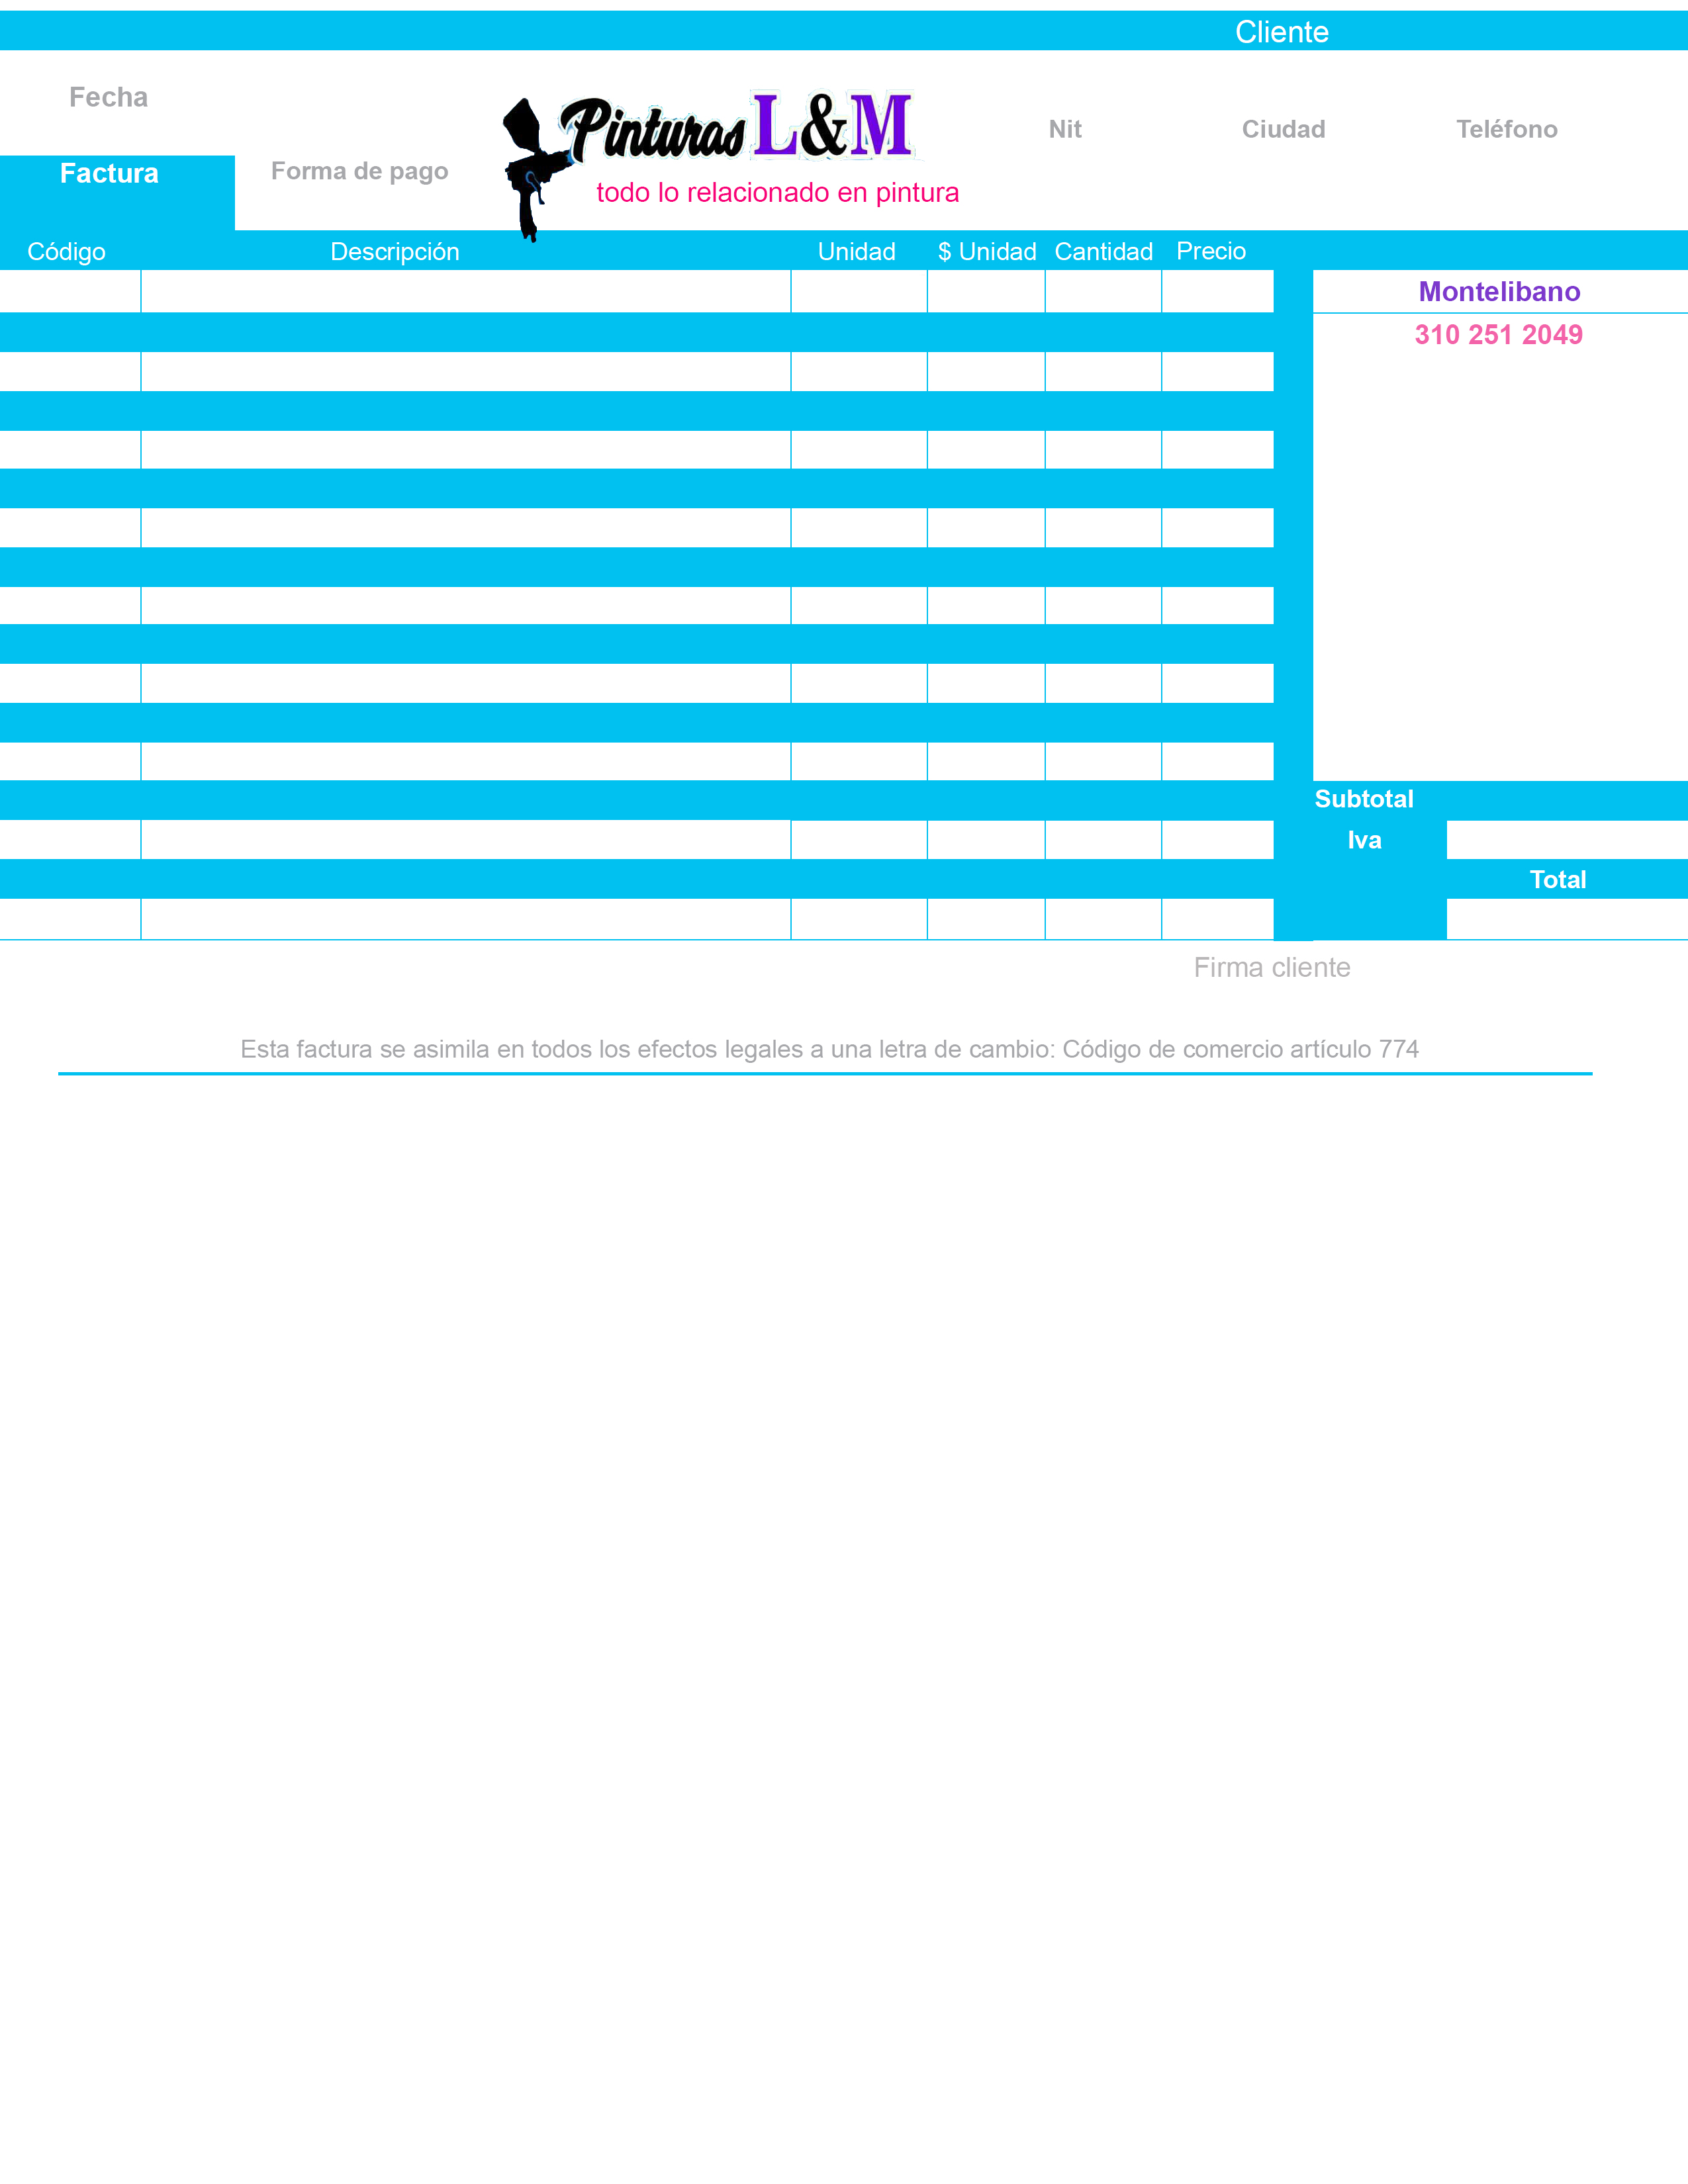 Cliente
Fecha
Pinturas L&M
Nit Ciudad Teléfono
Factura
Forma de pago
todo lo relacionado en pintura
Código Descripción Unidad $ Unidad Cantidad Precio
Montelibano
310 251 2049
Subtotal
Iva
Total
Firma cliente
Esta factura se asimila en todos los efectos legales a una letra de cambio: Código de comercio artículo 774